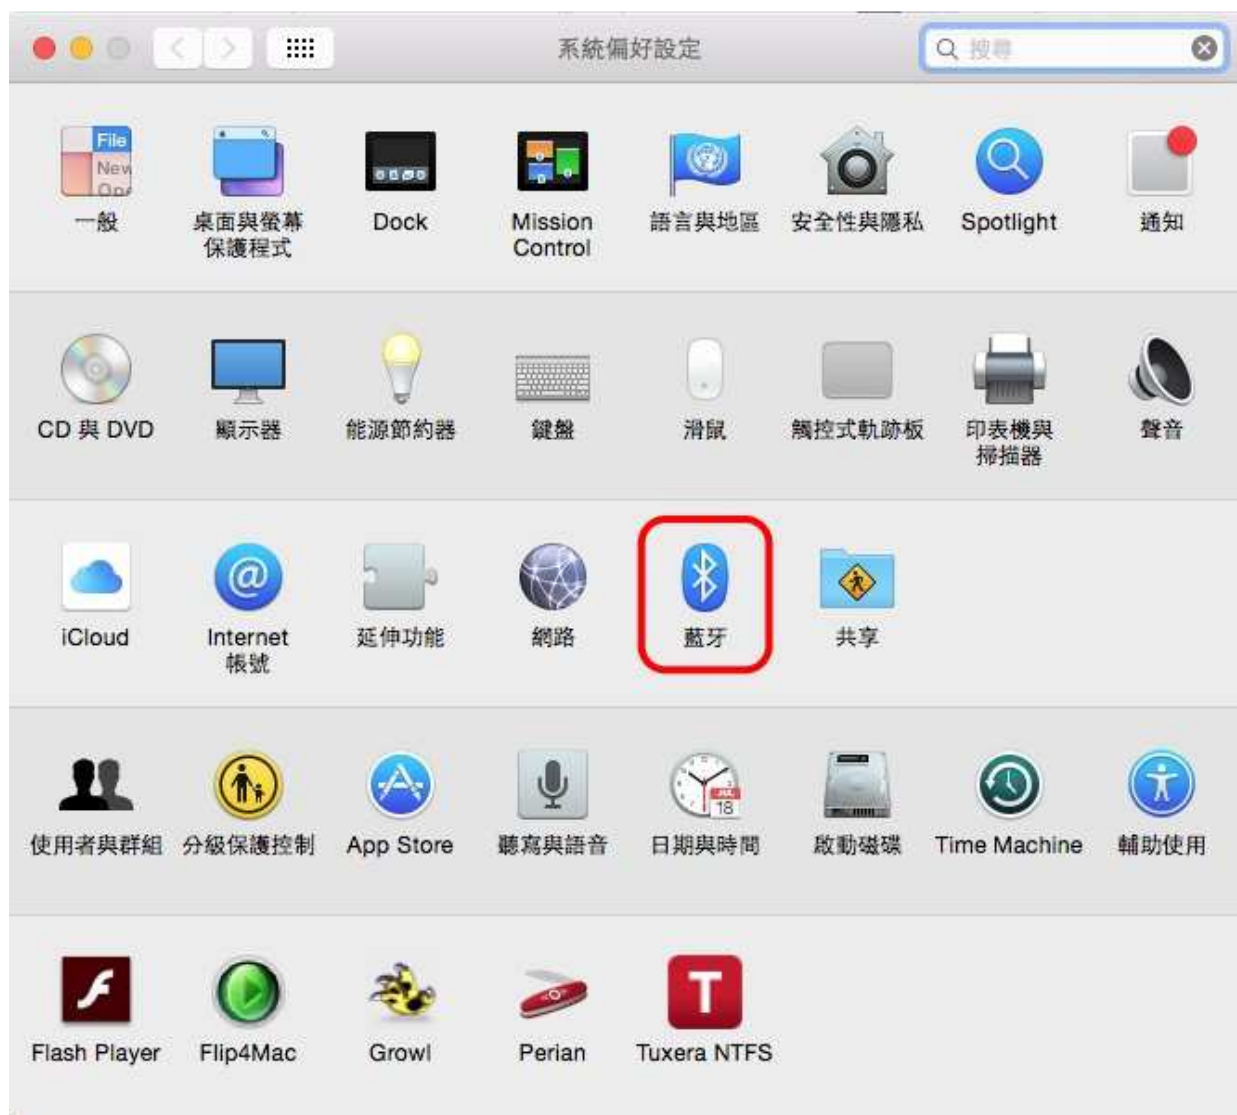 系統偏好設定
搜尋
File
New
Ope
一般
桌面與螢幕
保護程式
Dock
Mission
Control
語言與地區
安全性與隱私
Spotlight
通知
CD 與 DVD
顯示器
能源節約器
鍵盤
滑鼠
觸控式軌跡板
印表機與
掃描器
聲音
iCloud
Internet
帳號
延伸功能
網路
藍牙
共享
使用者與群組
分級保護控制
App Store
聽寫與語音
JUL
18
日期與時間
啟動磁碟
Time Machine
輔助使用
Flash Player
Flip4Mac
Growl
Perian
T
Tuxera NTFS